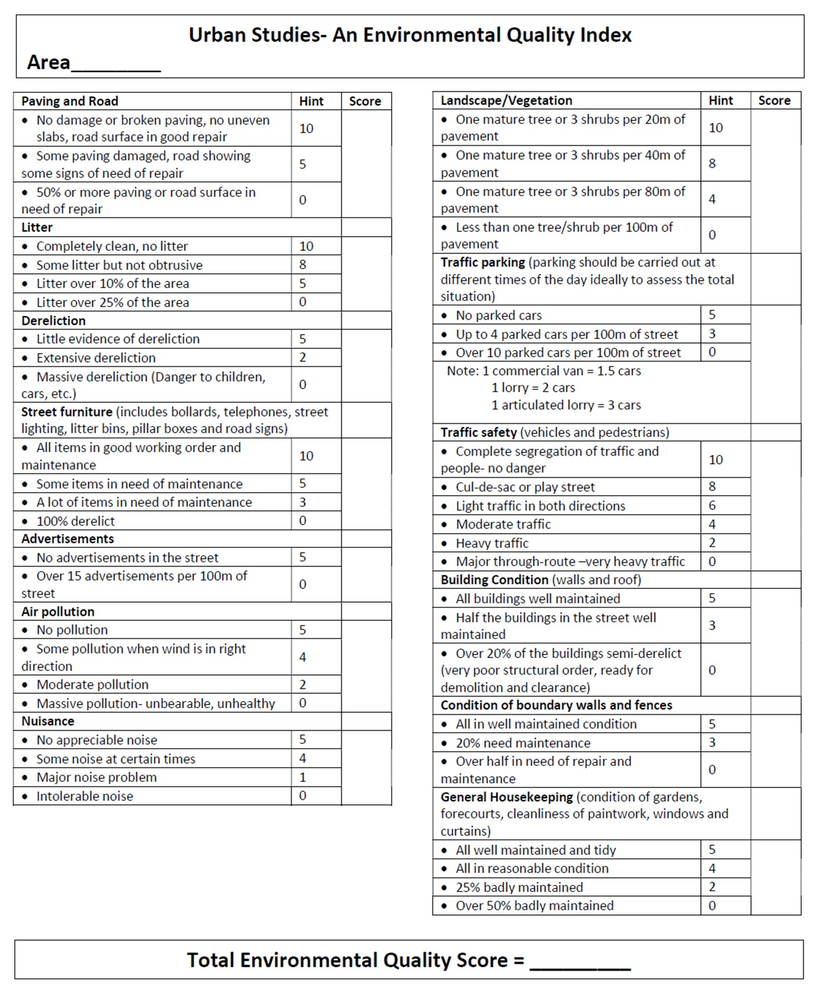 Urban Studies- An Environmental Quality Index
Area________
Paving and Road Hint Score
• No damage or broken paving, no uneven
slabs, road surface in good repair 10
• Some paving damaged, road showing
some signs of need of repair 5
• 50% or more paving or road surface in
need of repair 0
Litter
• Completely clean, no litter 10
• Some litter but not obtrusive 8
• Litter over 10% of the area 5
• Litter over 25% of the area 0
Dereliction
• Little evidence of dereliction 5
• Extensive dereliction 2
• Massive dereliction (Danger to children,
cars, etc.) 0
Street furniture (includes bollards, telephones, street
lighting, litter bins, pillar boxes and road signs)
• All items in good working order and
maintenance 10
• Some items in need of maintenance 5
• A lot of items in need of maintenance 3
• 100% derelict 0
Advertisements
• No advertisements in the street 5
• Over 15 advertisements per 100m of
street 0
Air pollution
• No pollution 5
• Some pollution when wind is in right
direction 4
• Moderate pollution 2
• Massive pollution- unbearable, unhealthy 0
Nuisance
• No appreciable noise 5
• Some noise at certain times 4
• Major noise problem 1
• Intolerable noise 0
Landscape/Vegetation Hint Score
• One mature tree or 3 shrubs per 20m of
pavement 10
• One mature tree or 3 shrubs per 40m of
pavement 8
• One mature tree or 3 shrubs per 80m of
pavement 4
• Less than one tree/shrub per 100m of
pavement 0
Traffic parking (parking should be carried out at
different times of the day ideally to assess the total
situation)
• No parked cars 5
• Up to 4 parked cars per 100m of street 3
• Over 10 parked cars per 100m of street 0
Note: 1 commercial van = 1.5 cars
1 lorry = 2 cars
1 articulated lorry = 3 cars
Traffic safety (vehicles and pedestrians)
• Complete segregation of traffic and
people- no danger 10
• Cul-de-sac or play street 8
• Light traffic in both directions 6
• Moderate traffic 4
• Heavy traffic 2
• Major through-route –very heavy traffic 0
Building Condition (walls and roof)
• All buildings well maintained 5
• Half the buildings in the street well
maintained 3
• Over 20% of the buildings semi-derelict
(very poor structural order, ready for
demolition and clearance) 0
Condition of boundary walls and fences
• All in well maintained condition 5
• 20% need maintenance 3
• Over half in need of repair and
maintenance 0
General Housekeeping (condition of gardens,
forecourts, cleanliness of paintwork, windows and
curtains)
• All well maintained and tidy 5
• All in reasonable condition 4
• 25% badly maintained 2
• Over 50% badly maintained 0
Total Environmental Quality Score = _________